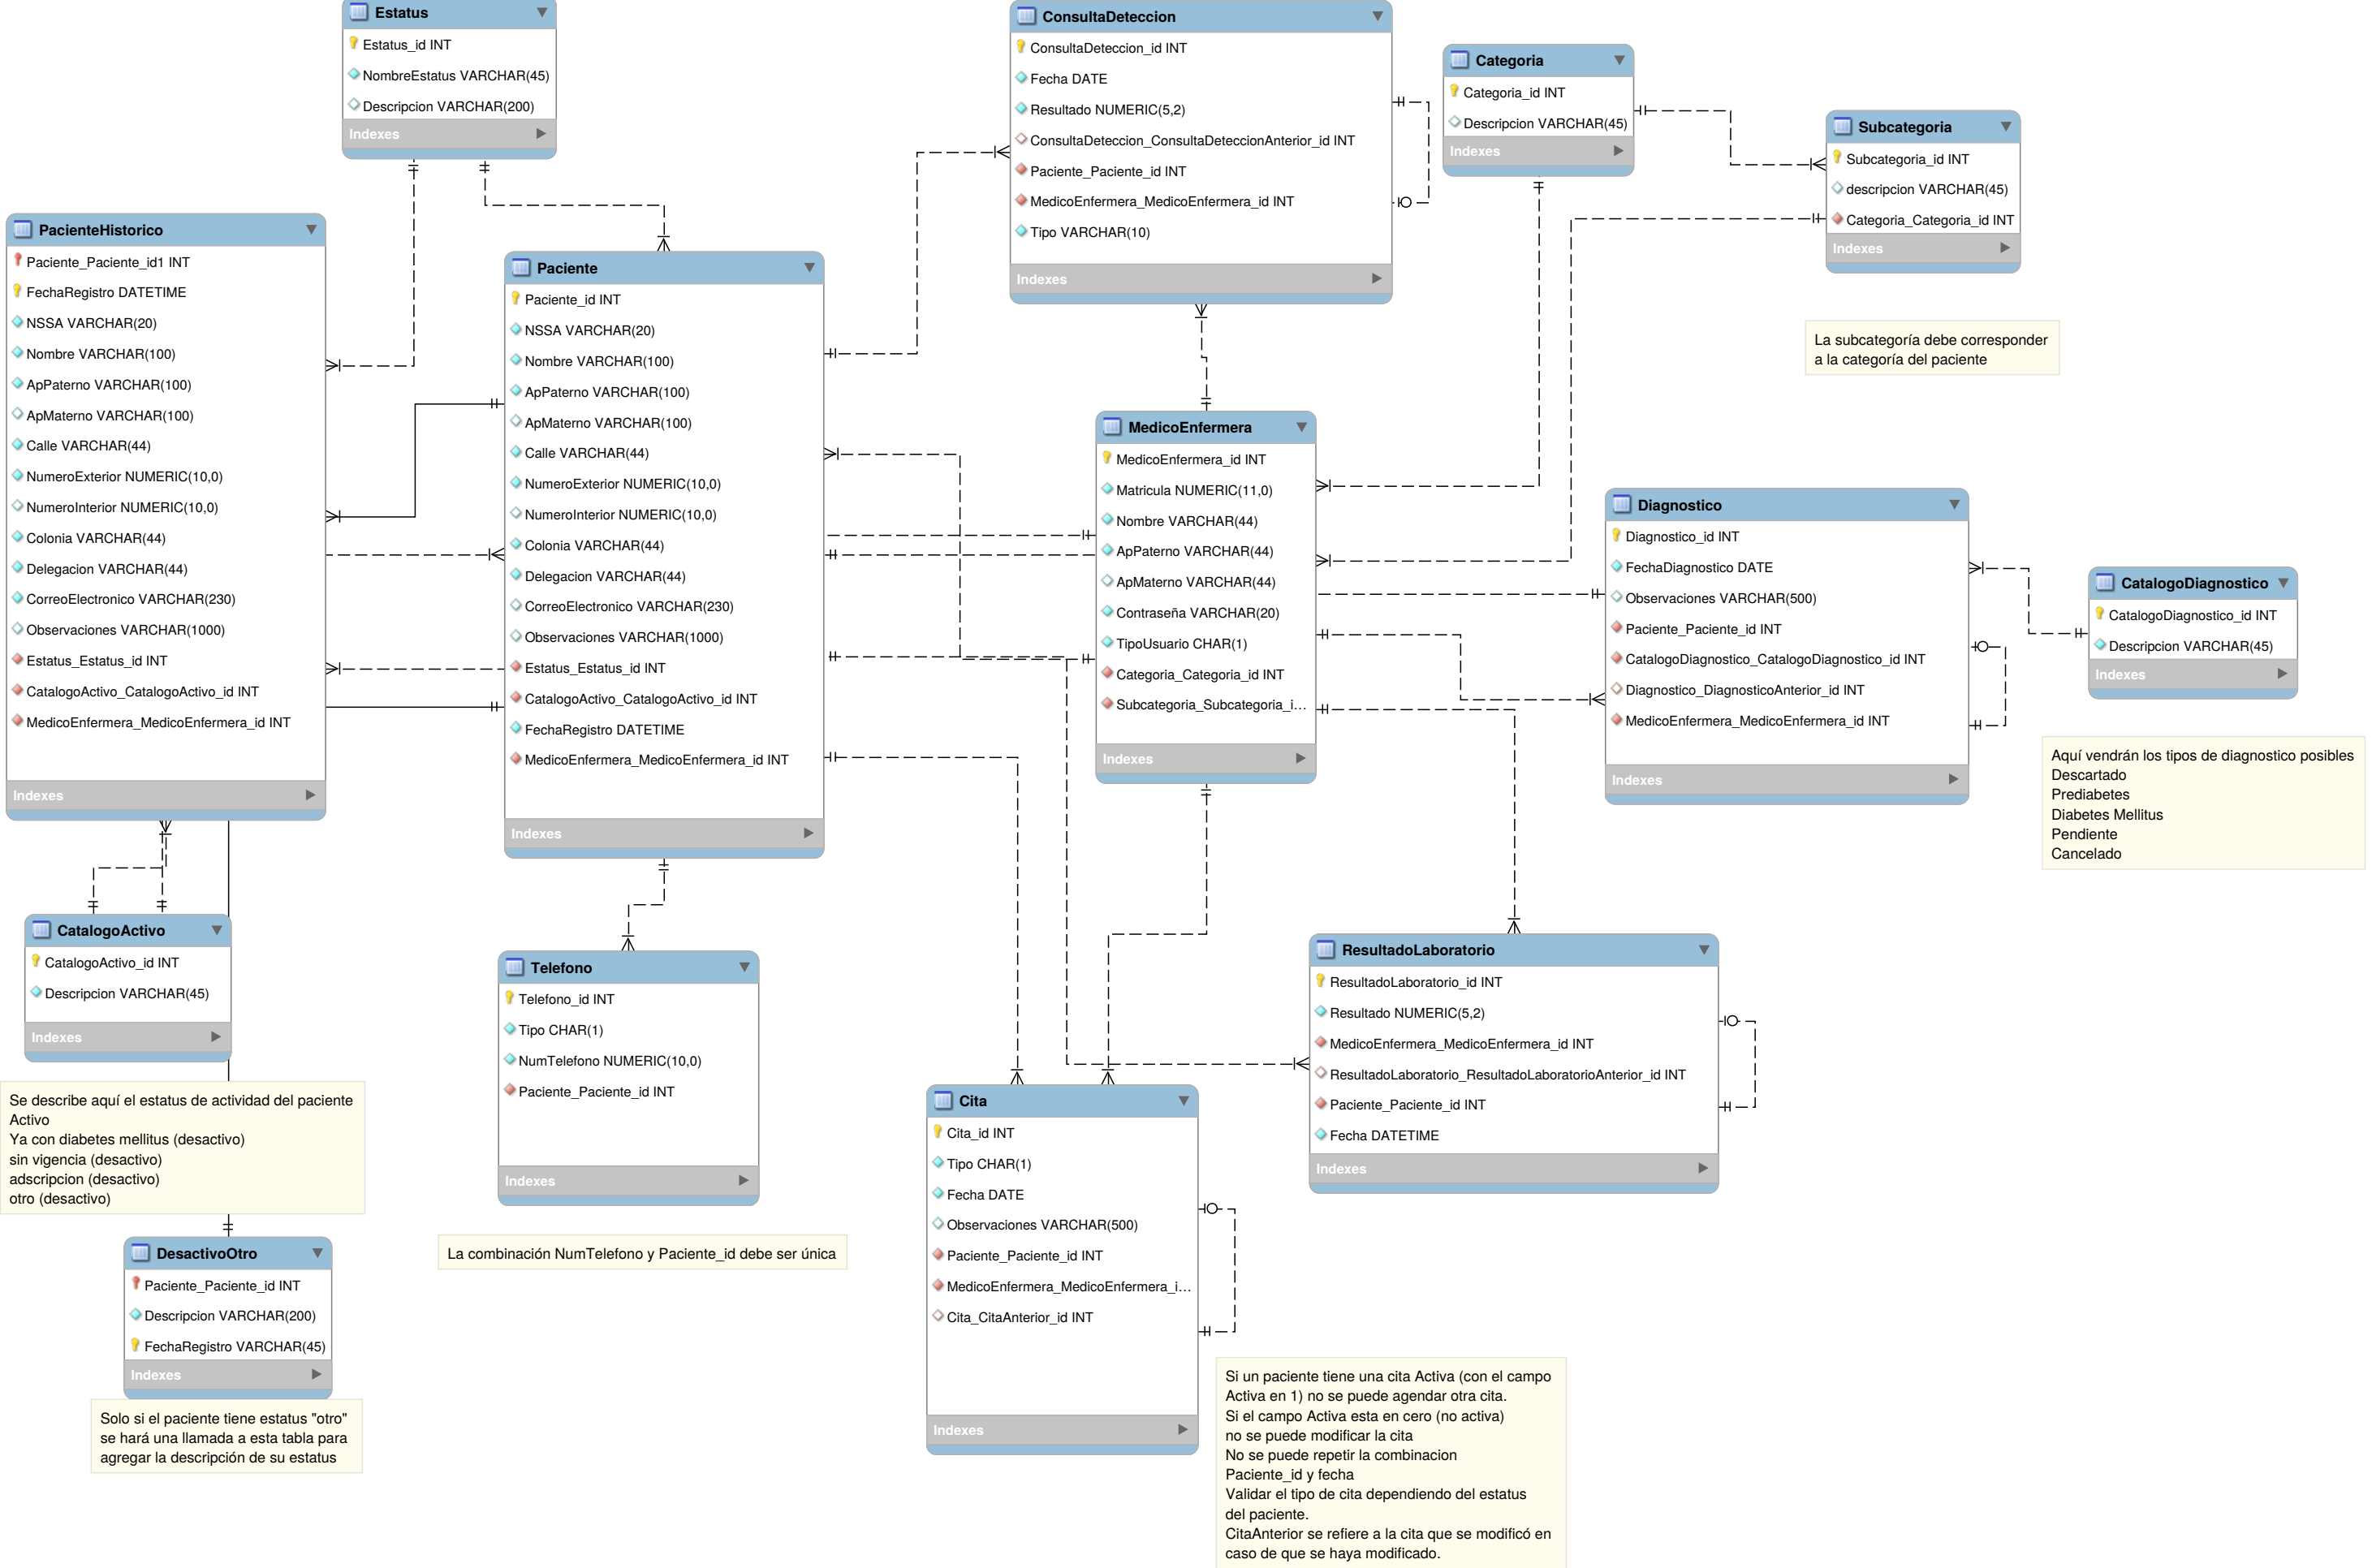 Estatus
Estatus_id INT
NombreEstatus VARCHAR(45)
Descripcion VARCHAR(200)
Indexes
ConsultaDeteccion
ConsultaDeteccion_id INT
Fecha DATE
Resultado NUMERIC(5,2)
ConsultaDeteccion_ConsultaDeteccionAnterior_id INT
Paciente_Paciente_id INT
MedicoEnfermera_MedicoEnfermera_id INT
Tipo VARCHAR(10)
Indexes
Categoria
Categoria_id INT
Descripcion VARCHAR(45)
Indexes
Subcategoria
Subcategoria_id INT
descripcion VARCHAR(45)
Categoria_Categoria_id INT
Indexes
La subcategoría debe corresponder
a la categoría del paciente
PacienteHistorico
Paciente_Paciente_id1 INT
FechaRegistro DATETIME
NSSA VARCHAR(20)
Nombre VARCHAR(100)
ApPaterno VARCHAR(100)
ApMaterno VARCHAR(100)
Calle VARCHAR(44)
NumeroExterior NUMERIC(10,0)
NumeroInterior NUMERIC(10,0)
Colonia VARCHAR(44)
Delegacion VARCHAR(44)
CorreoElectronico VARCHAR(230)
Observaciones VARCHAR(1000)
Estatus_Estatus_id INT
CatalogoActivo_CatalogoActivo_id INT
MedicoEnfermera_MedicoEnfermera_id INT
Indexes
Paciente
Paciente_id INT
NSSA VARCHAR(20)
Nombre VARCHAR(100)
ApPaterno VARCHAR(100)
ApMaterno VARCHAR(100)
Calle VARCHAR(44)
NumeroExterior NUMERIC(10,0)
NumeroInterior NUMERIC(10,0)
Colonia VARCHAR(44)
Delegacion VARCHAR(44)
CorreoElectronico VARCHAR(230)
Observaciones VARCHAR(1000)
Estatus_Estatus_id INT
CatalogoActivo_CatalogoActivo_id INT
FechaRegistro DATETIME
MedicoEnfermera_MedicoEnfermera_id INT
Indexes
MedicoEnfermera
MedicoEnfermera_id INT
Matricula NUMERIC(11,0)
Nombre VARCHAR(44)
ApPaterno VARCHAR(44)
ApMaterno VARCHAR(44)
Contraseña VARCHAR(20)
TipoUsuario CHAR(1)
Categoria_Categoria_id INT
Subcategoria_Subcategoria_i...
Indexes
Diagnostico
Diagnostico_id INT
FechaDiagnostico DATE
Observaciones VARCHAR(500)
Paciente_Paciente_id INT
CatalogoDiagnostico_CatalogoDiagnostico_id INT
Diagnostico_DiagnosticoAnterior_id INT
MedicoEnfermera_MedicoEnfermera_id INT
Indexes
CatalogoDiagnostico
CatalogoDiagnostico_id INT
Descripcion VARCHAR(45)
Indexes
Aquí vendrán los tipos de diagnostico posibles
Descartado
Prediabetes
Diabetes Mellitus
Pendiente
Cancelado
CatalogoActivo
CatalogoActivo_id INT
Descripcion VARCHAR(45)
Indexes
Se describe aquí el estatus de actividad del paciente
Activo
Ya con diabetes mellitus (desactivo)
sin vigencia (desactivo)
adscripcion (desactivo)
otro (desactivo)
Telefono
Telefono_id INT
Tipo CHAR(1)
NumTelefono NUMERIC(10,0)
Paciente_Paciente_id INT
Indexes
La combinación NumTelefono y Paciente_id debe ser única
ResultadoLaboratorio
ResultadoLaboratorio_id INT
Resultado NUMERIC(5,2)
MedicoEnfermera_MedicoEnfermera_id INT
ResultadoLaboratorio_ResultadoLaboratorioAnterior_id INT
Paciente_Paciente_id INT
Fecha DATETIME
Indexes
Cita
Cita_id INT
Tipo CHAR(1)
Fecha DATE
Observaciones VARCHAR(500)
Paciente_Paciente_id INT
MedicoEnfermera_MedicoEnfermera_i...
Cita_CitaAnterior_id INT
Indexes
DesactivoOtro
Paciente_Paciente_id INT
Descripcion VARCHAR(200)
FechaRegistro VARCHAR(45)
Indexes
Solo si el paciente tiene estatus "otro"
se hará una llamada a esta tabla para
agregar la descripción de su estatus
Si un paciente tiene una cita Activa (con el campo
Activa en 1) no se puede agendar otra cita.
Si el campo Activa esta en cero (no activa)
no se puede modificar la cita
No se puede repetir la combinacion
Paciente_id y fecha
Validar el tipo de cita dependiendo del estatus
del paciente.
CitaAnterior se refiere a la cita que se modificó en
caso de que se haya modificado.